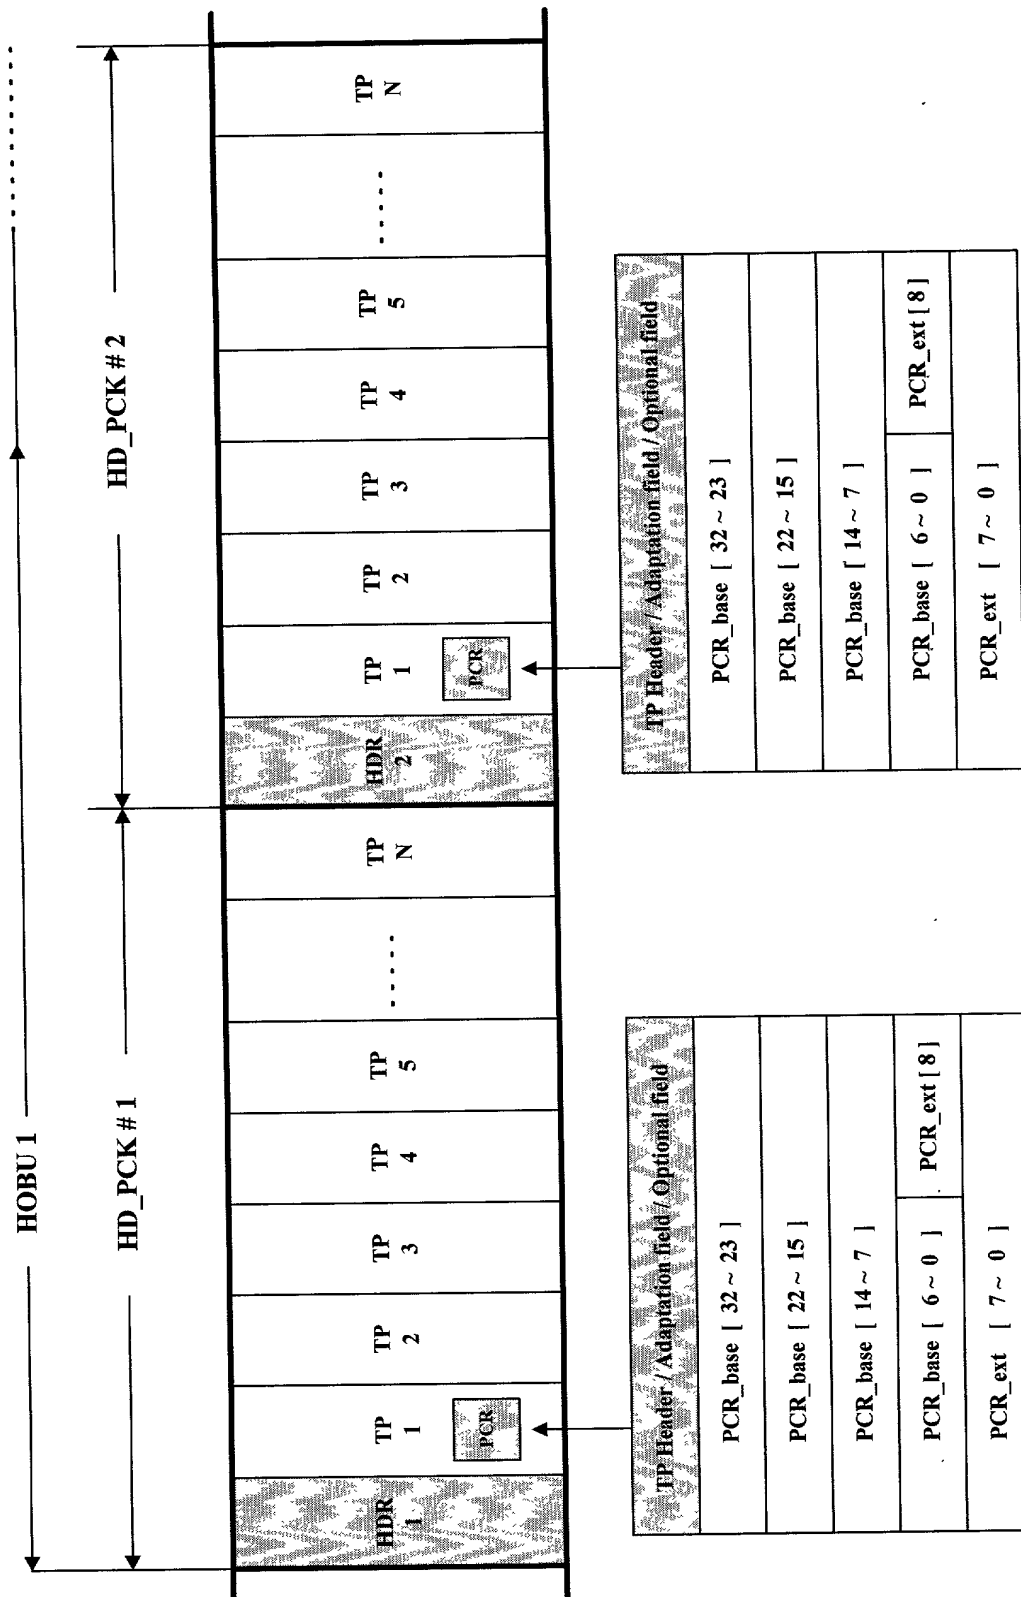 HOBU 1
HD_PCK # 1
HD_PCK # 2
HDR 1
TP 1
PCR
TP 2
TP 3
TP 4
TP 5
.....
TP N
HDR 2
TP 1
PCR
TP 2
TP 3
TP 4
TP 5
.....
TP N
TP Header / Adaptation field / Optional field
PCR_base [ 32 ~ 23 ]
PCR_base [ 22 ~ 15 ]
PCR_base [ 14 ~ 7 ]
PCR_base [ 6 ~ 0 ] PCR_ext [ 8 ]
PCR_ext [ 7 ~ 0 ]
TP Header / Adaptation field / Optional field
PCR_base [ 32 ~ 23 ]
PCR_base [ 22 ~ 15 ]
PCR_base [ 14 ~ 7 ]
PCR_base [ 6 ~ 0 ] PCR_ext [ 8 ]
PCR_ext [ 7 ~ 0 ]